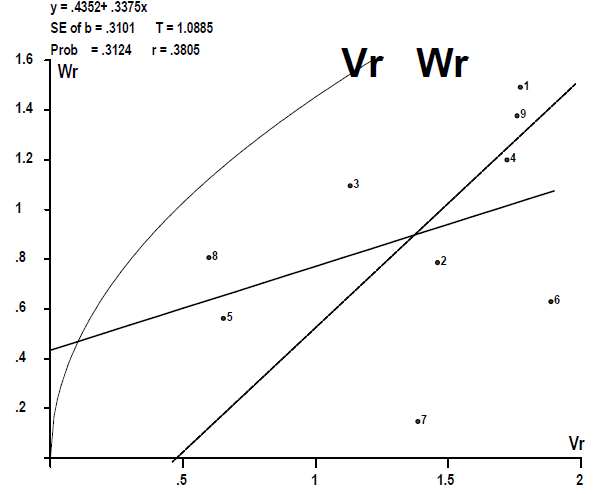 y = .4352+ .3375x
SE of b = .3101 T = 1.0885
Prob = .3124 r = .3805
Vr Wr
1.6
Wr
1
1.4
9
1.2
4
3
1
.8
8
2
.6
6
5
.4
.2
7
Vr
.5 1 1.5 2